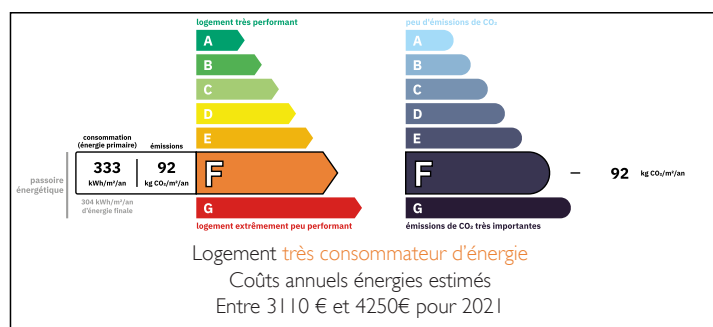 logement très performant
peu d'émissions de CO₂
A
B
C
D
E
A
B
C
D
E
consommation
(énergie primaire)
émissions
passoire
énergétique
333
kWh/m²/an
92
kg CO₂/m²/an
F
F
92 kg CO₂/m²/an
304 kWh/m²/an
d'énergie finale
G
G
logement extrêmement peu performant
émissions de CO₂ très importantes
Logement très consommateur d'énergie
Coûts annuels énergies estimés
Entre 3110 € et 4250€ pour 2021